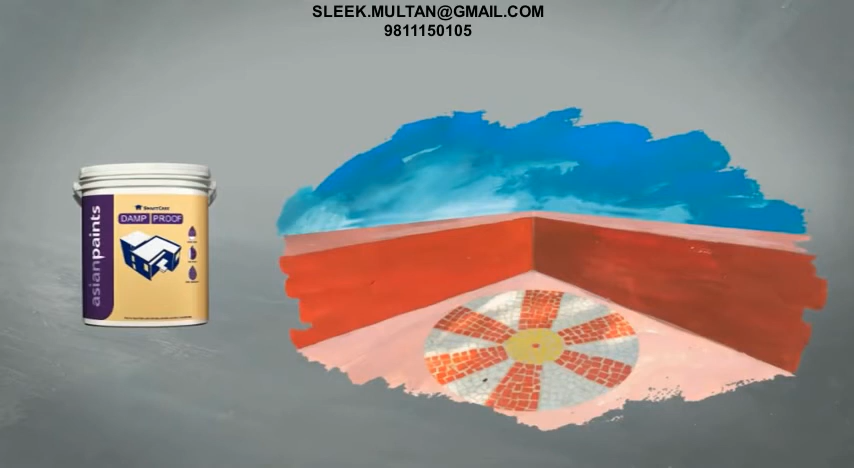 SLEEK.MULTAN@GMAIL.COM
9811150105
SmartCare
DAMP PROOF
asianpaints